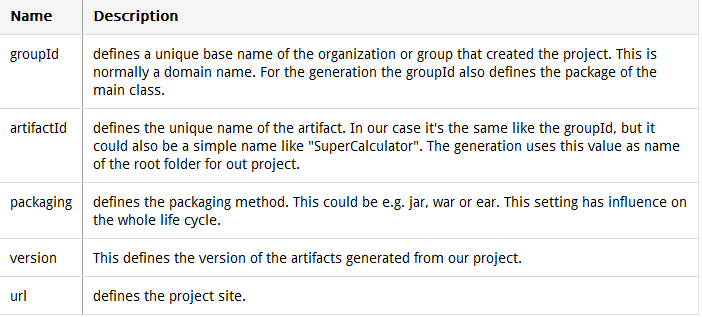 Name Description
groupId defines a unique base name of the organization or group that created the project. This is
normally a domain name. For the generation the groupId also defines the package of the
main class.
artifactId defines the unique name of the artifact. In our case it's the same like the groupId, but it
could also be a simple name like "SuperCalculator". The generation uses this value as name
of the root folder for out project.
packaging defines the packaging method. This could be e.g. jar, war or ear. This setting has influence on
the whole life cycle.
version This defines the version of the artifacts generated from our project.
url defines the project site.